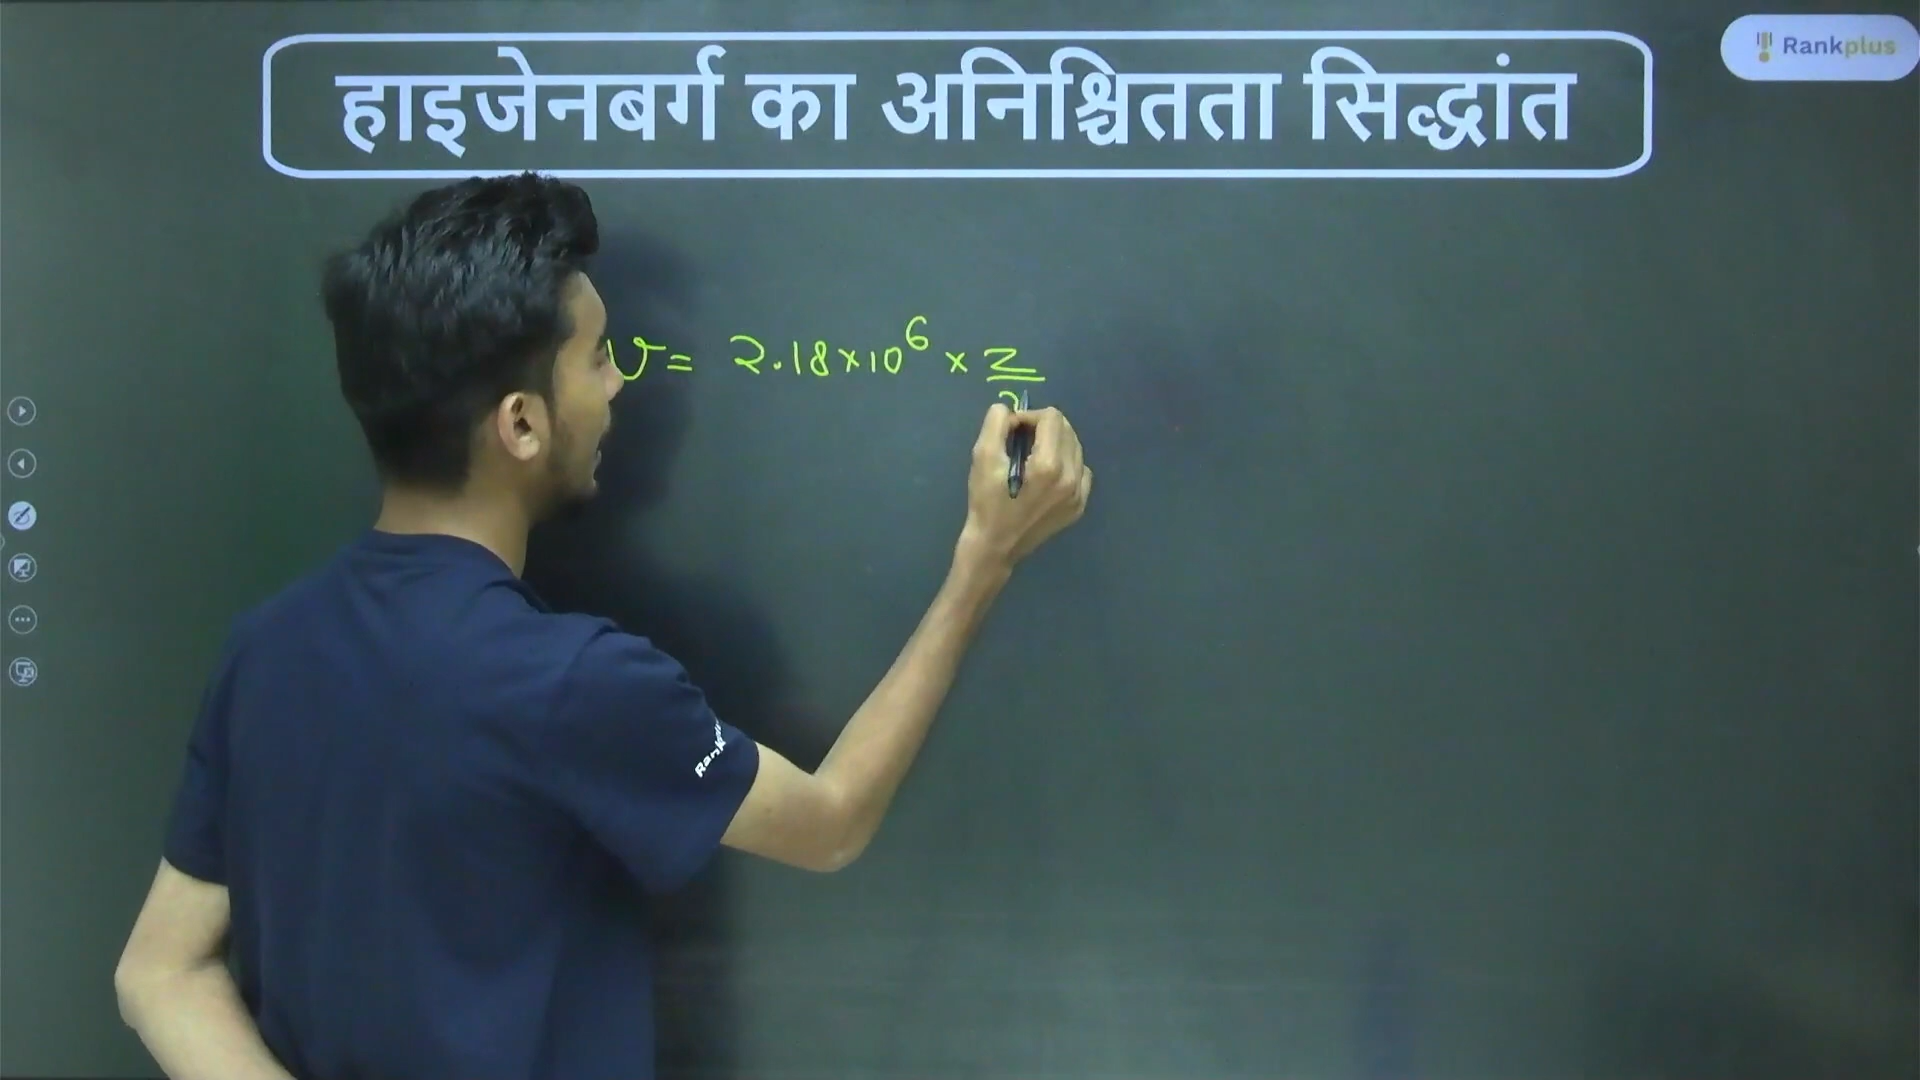 हाइजेनबर्ग का अनिश्चितता सिद्धांत
Rankplus
v = 2.18×10⁶ × Z